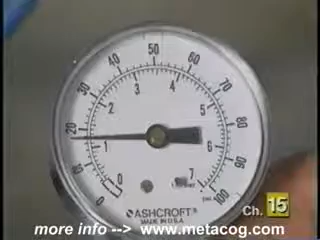 50
40 60
30 70
20 80
10 90
0 100
3 4
2 5
1 6
0 7
ASHCROFT®
MADE IN U.S.A.
Ch. 15
more info --> www.metacog.com